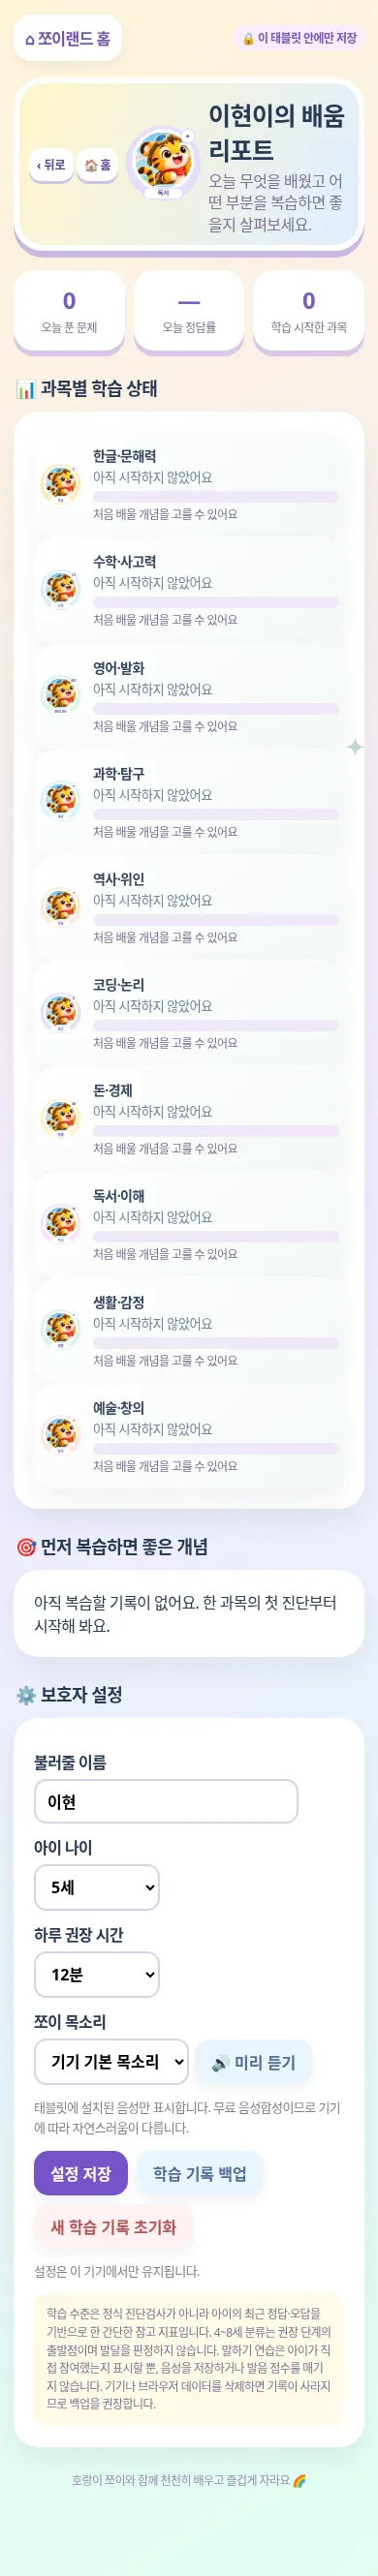 ⌂ 쪼이랜드 홈
🔒 이 태블릿 안에만 저장
‹ 뒤로
🏠 홈
독서
이현이의 배움
리포트
오늘 무엇을 배웠고 어
떤 부분을 복습하면 좋
을지 살펴보세요.
0
오늘 푼 문제
—
오늘 정답률
0
학습 시작한 과목
📊 과목별 학습 상태
한글·문해력
아직 시작하지 않았어요
처음 배울 개념을 고를 수 있어요
수학·사고력
아직 시작하지 않았어요
처음 배울 개념을 고를 수 있어요
영어·발화
아직 시작하지 않았어요
처음 배울 개념을 고를 수 있어요
과학·탐구
아직 시작하지 않았어요
처음 배울 개념을 고를 수 있어요
역사·위인
아직 시작하지 않았어요
처음 배울 개념을 고를 수 있어요
코딩·논리
아직 시작하지 않았어요
처음 배울 개념을 고를 수 있어요
돈·경제
아직 시작하지 않았어요
처음 배울 개념을 고를 수 있어요
독서·이해
아직 시작하지 않았어요
처음 배울 개념을 고를 수 있어요
생활·감정
아직 시작하지 않았어요
처음 배울 개념을 고를 수 있어요
예술·창의
아직 시작하지 않았어요
처음 배울 개념을 고를 수 있어요
🎯 먼저 복습하면 좋은 개념
아직 복습할 기록이 없어요. 한 과목의 첫 진단부터
시작해 봐요.
⚙️ 보호자 설정
불러줄 이름
이현
아이 나이
5세
하루 권장 시간
12분
쪼이 목소리
기기 기본 목소리
🔊 미리 듣기
태블릿에 설치된 음성만 표시합니다. 무료 음성합성이므로 기기
에 따라 자연스러움이 다릅니다.
설정 저장
학습 기록 백업
새 학습 기록 초기화
설정은 이 기기에서만 유지됩니다.
학습 수준은 정식 진단검사가 아니라 아이의 최근 정답·오답을
기반으로 한 간단한 참고 지표입니다. 4~8세 분류는 권장 단계의
출발점이며 발달을 판정하지 않습니다. 말하기 연습은 아이가 직
접 참여했는지 표시할 뿐, 음성을 저장하거나 발음 점수를 매기
지 않습니다. 기기나 브라우저 데이터를 삭제하면 기록이 사라지
므로 백업을 권장합니다.
호랑이 쪼이와 함께 천천히 배우고 즐겁게 자라요 🌈